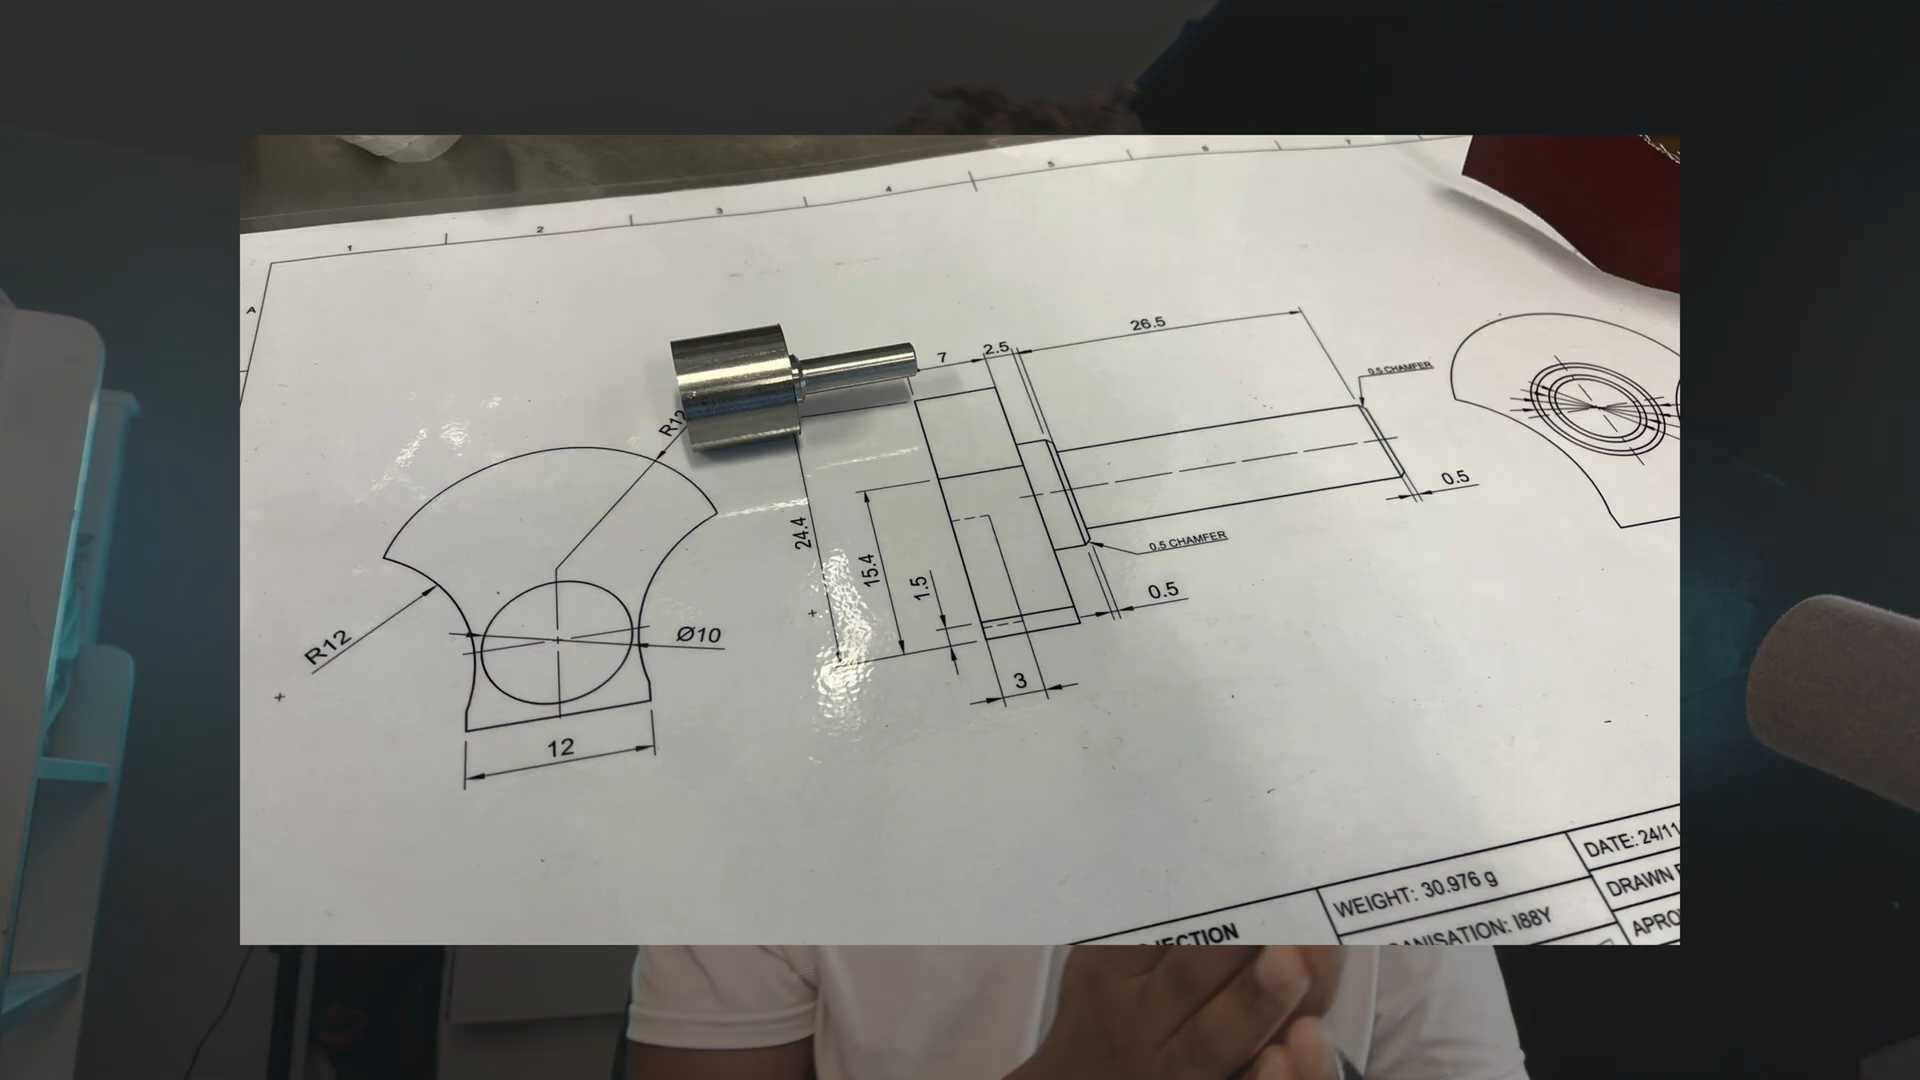 1
2
3
4
5
6
7
A
R12
R12
Ø10
12
24.4
15.4
1.5
7
2.5
26.5
0.5 CHAMFER
0.5
0.5 CHAMFER
0.5
3
WEIGHT: 30.976 g
DATE: 24/11
DRAWN
ANISATION: I88Y
APRO
JECTION